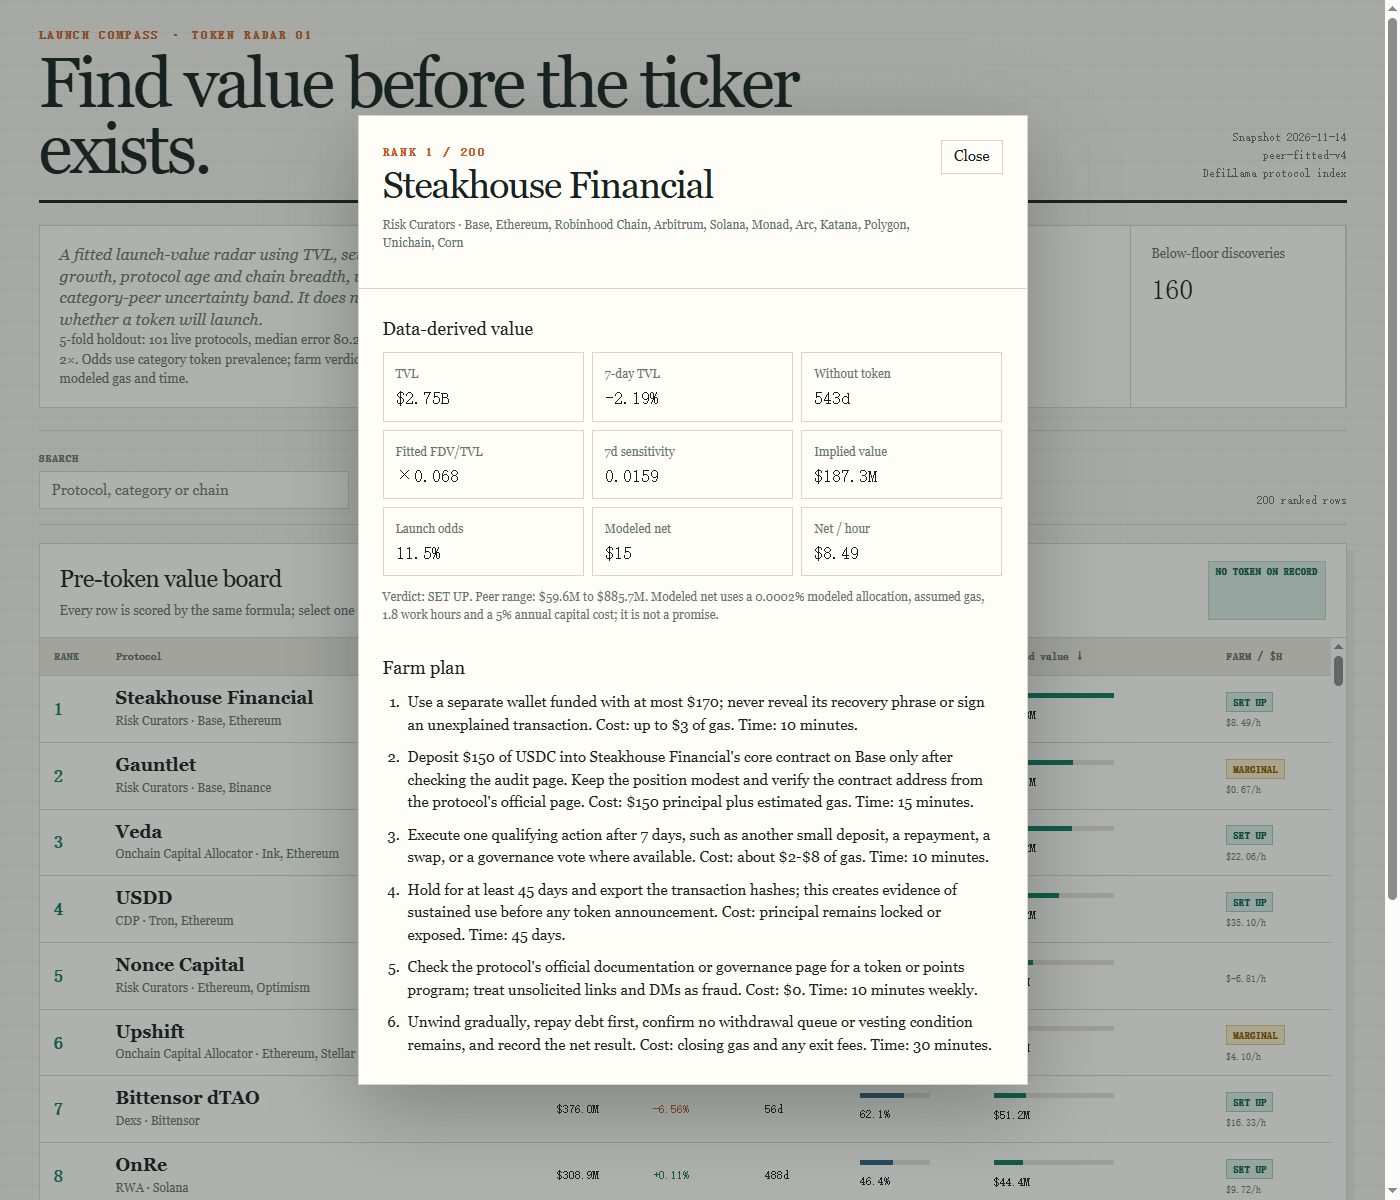 LAUNCH COMPASS · TOKEN RADAR 01
Find value before the ticker
exists.
Snapshot 2026-11-14
peer-fitted-v4
DefiLlama protocol index
A fitted launch-value radar using TVL,
growth, protocol age and chain breadth,
category-peer uncertainty band. It does
whether a token will launch.
5-fold holdout: 101 live protocols, median error 80.2
2×. Odds use category token prevalence; farm
modeled gas and time.
Below-floor discoveries
160
SEARCH
Protocol, category or chain
200 ranked rows
Pre-token value board
Every row is scored by the same formula; select one
NO TOKEN ON RECORD
RANK Protocol value ↓ FARM / $H
1 Steakhouse Financial SET UP
Risk Curators · Base, Ethereum $8.49/h
2 Gauntlet MARGINAL
Risk Curators · Base, Binance $0.67/h
3 Veda SET UP
Onchain Capital Allocator · Ink, Ethereum $22.06/h
4 USDD SET UP
CDP · Tron, Ethereum $35.10/h
5 Nonce Capital
Risk Curators · Ethereum, Optimism $-6.81/h
6 Upshift MARGINAL
Onchain Capital Allocator · Ethereum, Stellar $4.10/h
7 Bittensor dTAO $376.0M -6.56% 56d 62.1% $51.2M SET UP
Dexs · Bittensor $16.33/h
8 OnRe $308.9M +0.11% 488d 46.4% $44.4M SET UP
RWA · Solana $9.72/h
RANK 1 / 200
Close
Steakhouse Financial
Risk Curators · Base, Ethereum, Robinhood Chain, Arbitrum, Solana, Monad, Arc, Katana, Polygon,
Unichain, Corn
Data-derived value
TVL
$2.75B
7-day TVL
-2.19%
Without token
543d
Fitted FDV/TVL
×0.068
7d sensitivity
0.0159
Implied value
$187.3M
Launch odds
11.5%
Modeled net
$15
Net / hour
$8.49
Verdict: SET UP. Peer range: $59.6M to $885.7M. Modeled net uses a 0.0002% modeled allocation, assumed gas,
1.8 work hours and a 5% annual capital cost; it is not a promise.
Farm plan
1. Use a separate wallet funded with at most $170; never reveal its recovery phrase or sign
an unexplained transaction. Cost: up to $3 of gas. Time: 10 minutes.
2. Deposit $150 of USDC into Steakhouse Financial's core contract on Base only after
checking the audit page. Keep the position modest and verify the contract address from
the protocol's official page. Cost: $150 principal plus estimated gas. Time: 15 minutes.
3. Execute one qualifying action after 7 days, such as another small deposit, a repayment, a
swap, or a governance vote where available. Cost: about $2-$8 of gas. Time: 10 minutes.
4. Hold for at least 45 days and export the transaction hashes; this creates evidence of
sustained use before any token announcement. Cost: principal remains locked or
exposed. Time: 45 days.
5. Check the protocol's official documentation or governance page for a token or points
program; treat unsolicited links and DMs as fraud. Cost: $0. Time: 10 minutes weekly.
6. Unwind gradually, repay debt first, confirm no withdrawal queue or vesting condition
remains, and record the net result. Cost: closing gas and any exit fees. Time: 30 minutes.